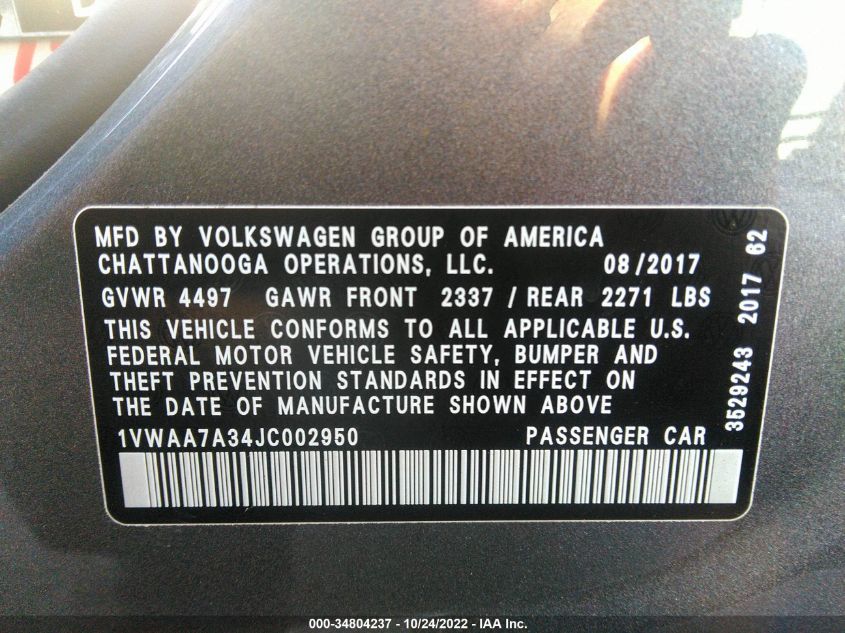 MFD BY VOLKSWAGEN GROUP OF AMERICA
CHATTANOOGA OPERATIONS, LLC. 08/2017
GVWR 4497 GAWR FRONT 2337 / REAR 2271 LBS
THIS VEHICLE CONFORMS TO ALL APPLICABLE U.S.
FEDERAL MOTOR VEHICLE SAFETY, BUMPER AND
THEFT PREVENTION STANDARDS IN EFFECT ON
THE DATE OF MANUFACTURE SHOWN ABOVE
1VWAA7A34JC002950 PASSENGER CAR
3529243 2017 62
000-34804237 - 10/24/2022 - IAA Inc.